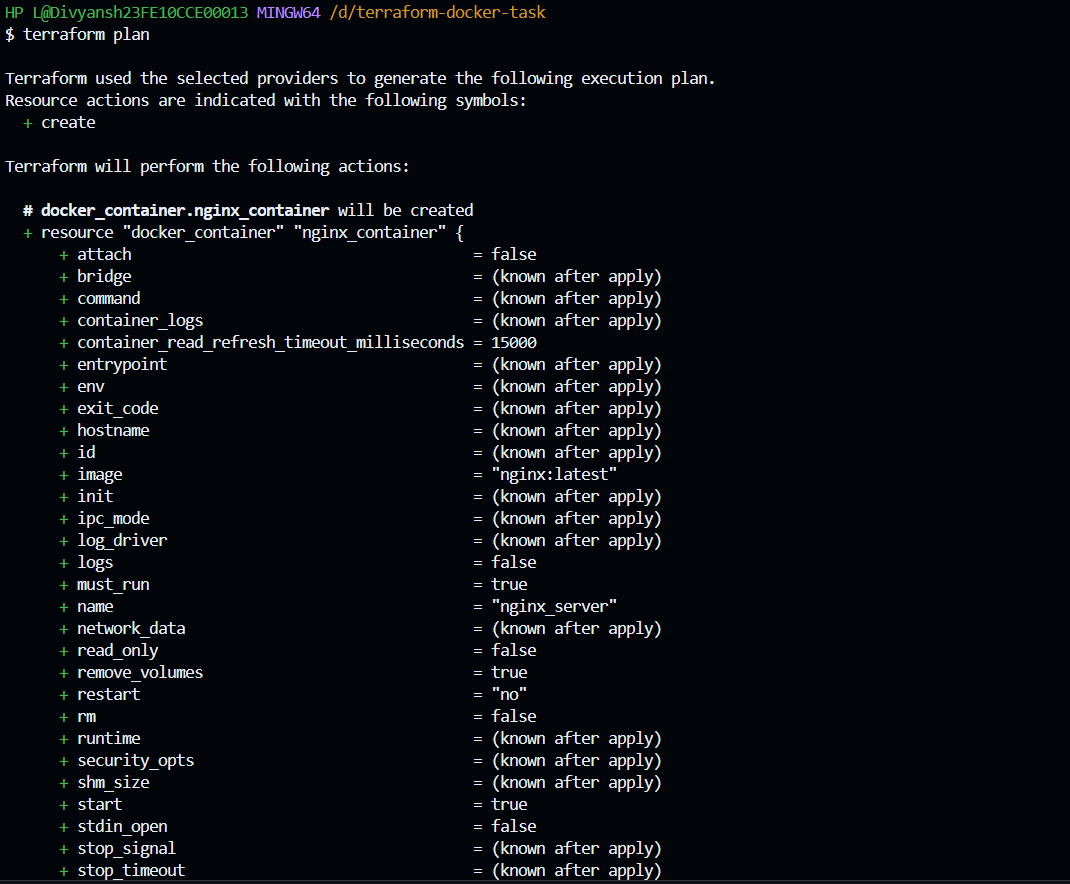 HP L@Divyansh23FE10CCE00013 MINGW64 /d/terraform-docker-task
$ terraform plan

Terraform used the selected providers to generate the following execution plan.
Resource actions are indicated with the following symbols:
  + create

Terraform will perform the following actions:

  # docker_container.nginx_container will be created
  + resource "docker_container" "nginx_container" {
      + attach                                      = false
      + bridge                                      = (known after apply)
      + command                                     = (known after apply)
      + container_logs                              = (known after apply)
      + container_read_refresh_timeout_milliseconds = 15000
      + entrypoint                                  = (known after apply)
      + env                                         = (known after apply)
      + exit_code                                   = (known after apply)
      + hostname                                    = (known after apply)
      + id                                          = (known after apply)
      + image                                       = "nginx:latest"
      + init                                        = (known after apply)
      + ipc_mode                                    = (known after apply)
      + log_driver                                  = (known after apply)
      + logs                                        = false
      + must_run                                    = true
      + name                                        = "nginx_server"
      + network_data                                = (known after apply)
      + read_only                                   = false
      + remove_volumes                              = true
      + restart                                     = "no"
      + rm                                          = false
      + runtime                                     = (known after apply)
      + security_opts                               = (known after apply)
      + shm_size                                    = (known after apply)
      + start                                       = true
      + stdin_open                                  = false
      + stop_signal                                 = (known after apply)
      + stop_timeout                                = (known after apply)